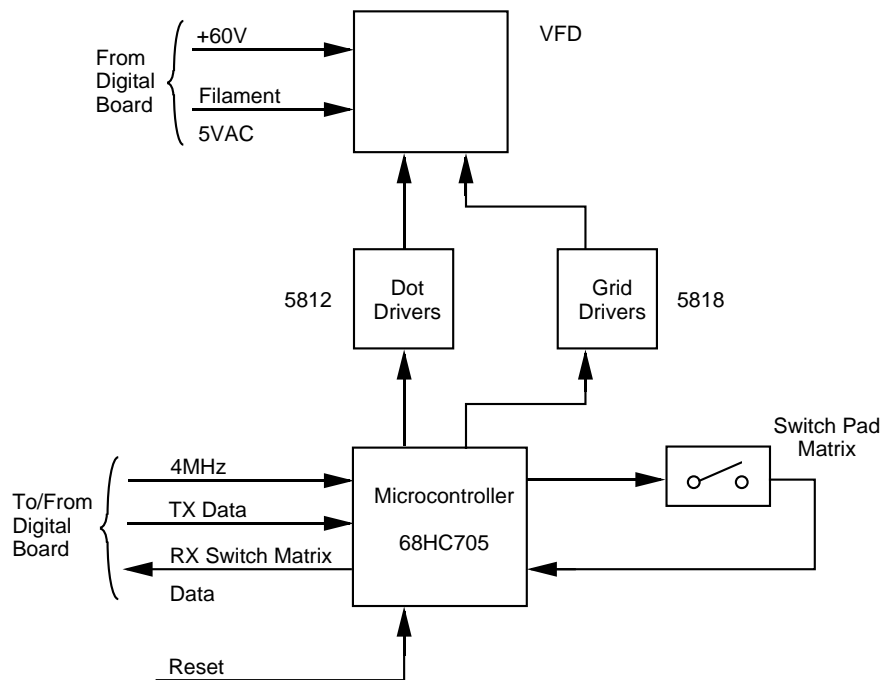 +60V
VFD
From
Digital
Board
Filament
5VAC
5812
Dot
Drivers
Grid
Drivers
5818
Switch Pad
Matrix
4MHz
Microcontroller
68HC705
To/From
Digital
Board
TX Data
RX Switch Matrix
Data
Reset